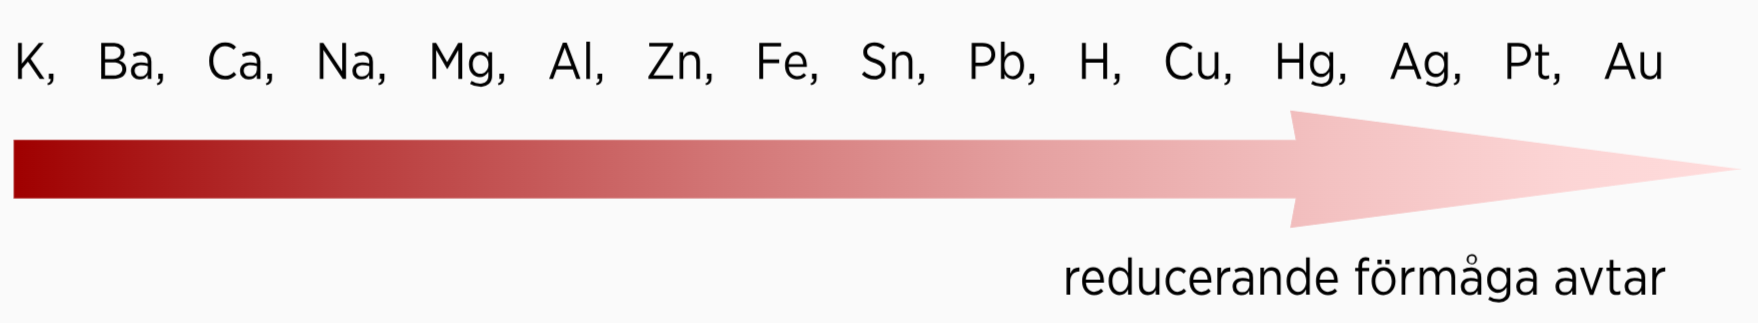 K, Ba, Ca, Na, Mg, Al, Zn, Fe, Sn, Pb, H, Cu, Hg, Ag, Pt, Au
reducerande förmåga avtar